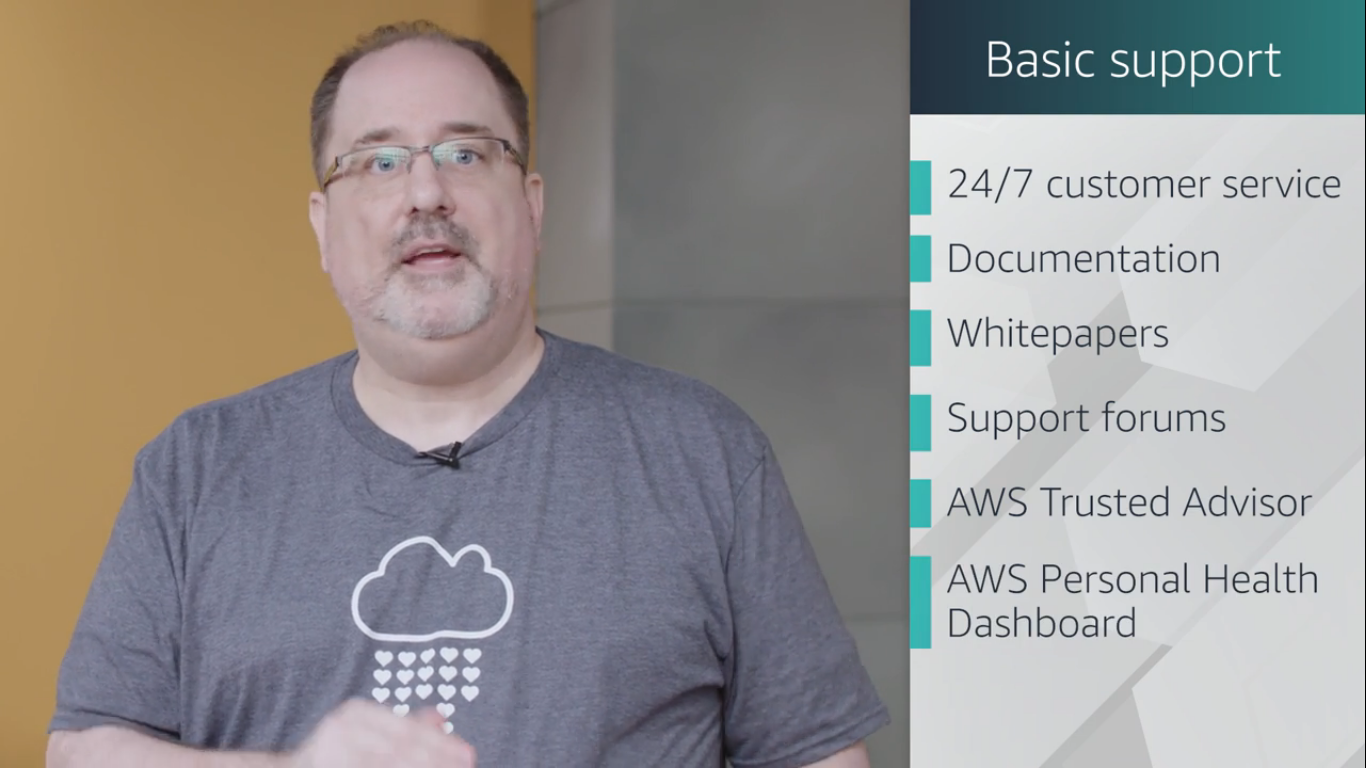 Basic support
24/7 customer service
Documentation
Whitepapers
Support forums
AWS Trusted Advisor
AWS Personal Health
Dashboard